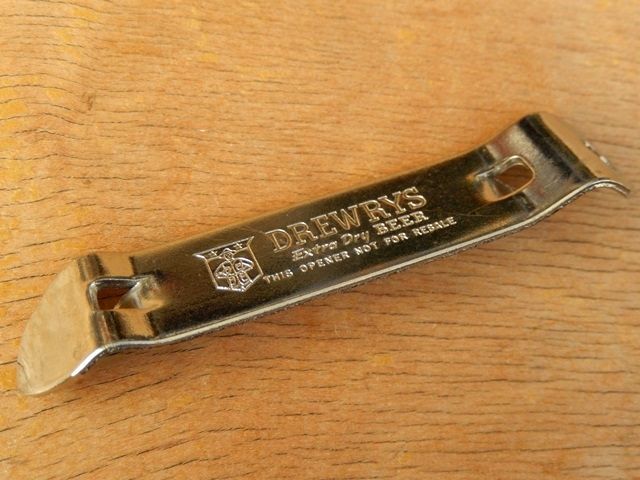 DREWRYS
Extra Dry BEER
THIS OPENER NOT FOR RESALE